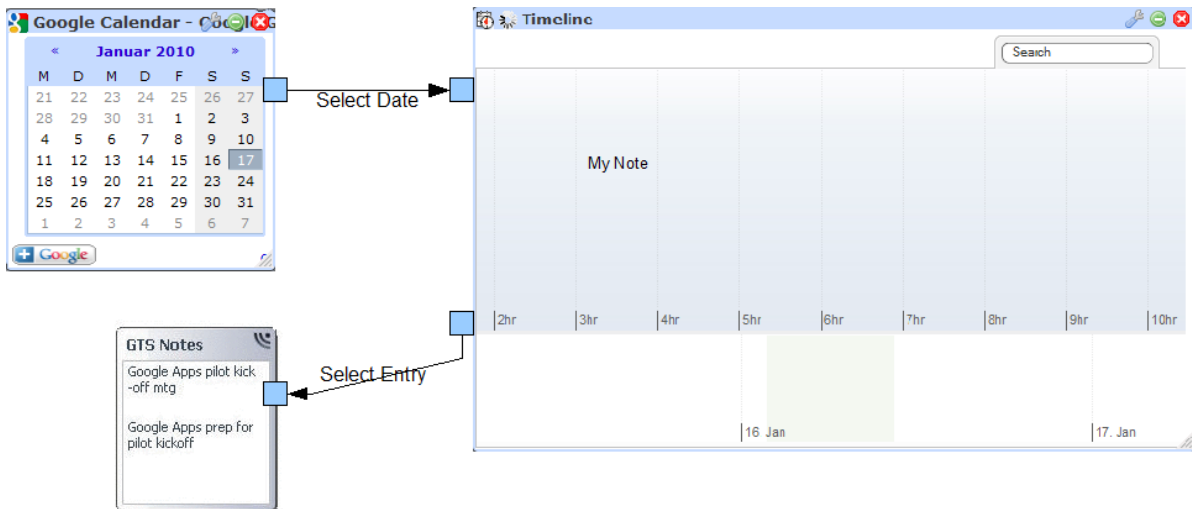 Google Calendar -
« Januar 2010 »
M D M D F S S
21 22 23 24 25 26 27
28 29 30 31 1 2 3
4 5 6 7 8 9 10
11 12 13 14 15 16 17
18 19 20 21 22 23 24
25 26 27 28 29 30 31
1 2 3 4 5 6 7
Google
Select Date
Timeline
Search
My Note
2hr 3hr 4hr 5hr 6hr 7hr 8hr 9hr 10hr
16 Jan 17. Jan
Select Entry
GTS Notes
Google Apps pilot kick
-off mtg
Google Apps prep for
pilot kickoff